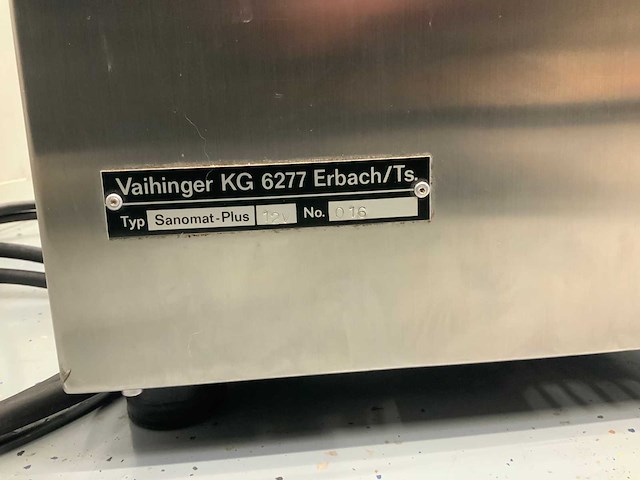 Vaihinger KG 6277 Erbach/Ts.
Typ Sanomat-Plus No. 016